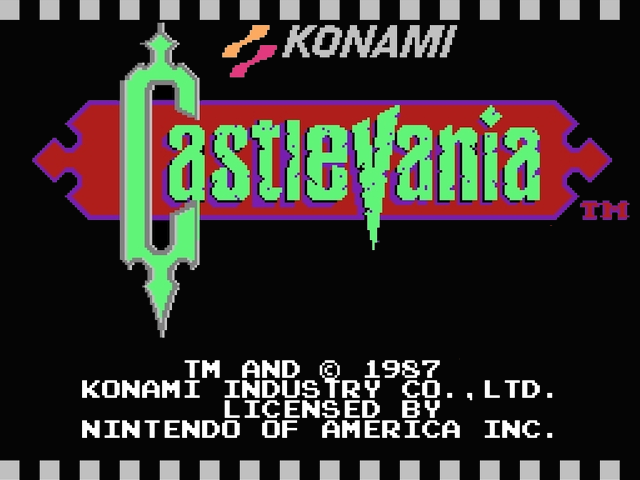 KONAMI
Castlevania
TM
TM AND © 1987
KONAMI INDUSTRY CO.,LTD.
LICENSED BY
NINTENDO OF AMERICA INC.